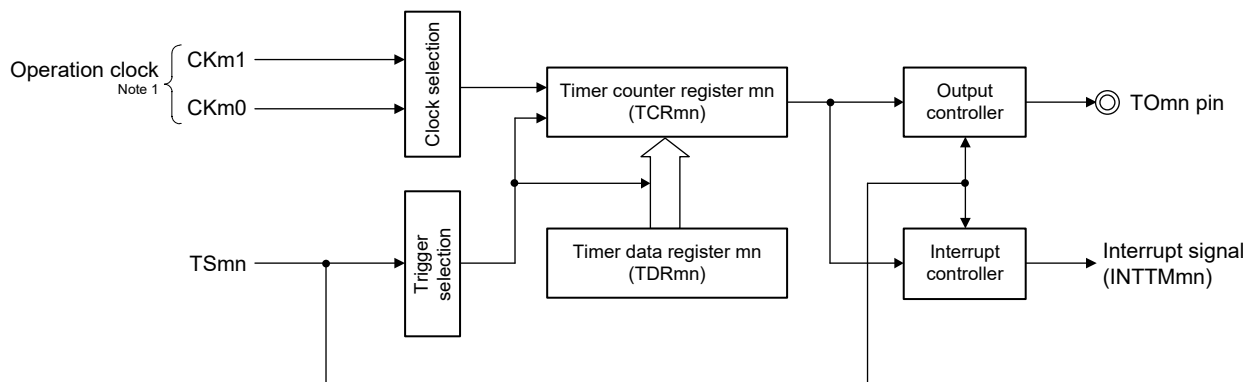 Operation clock
Note 1
CKm1
CKm0
Clock selection
Timer counter register mn
(TCRmn)
Output
controller
TOmn pin
TSmn
Trigger
selection
Timer data register mn
(TDRmn)
Interrupt
controller
Interrupt signal
(INTTMmn)